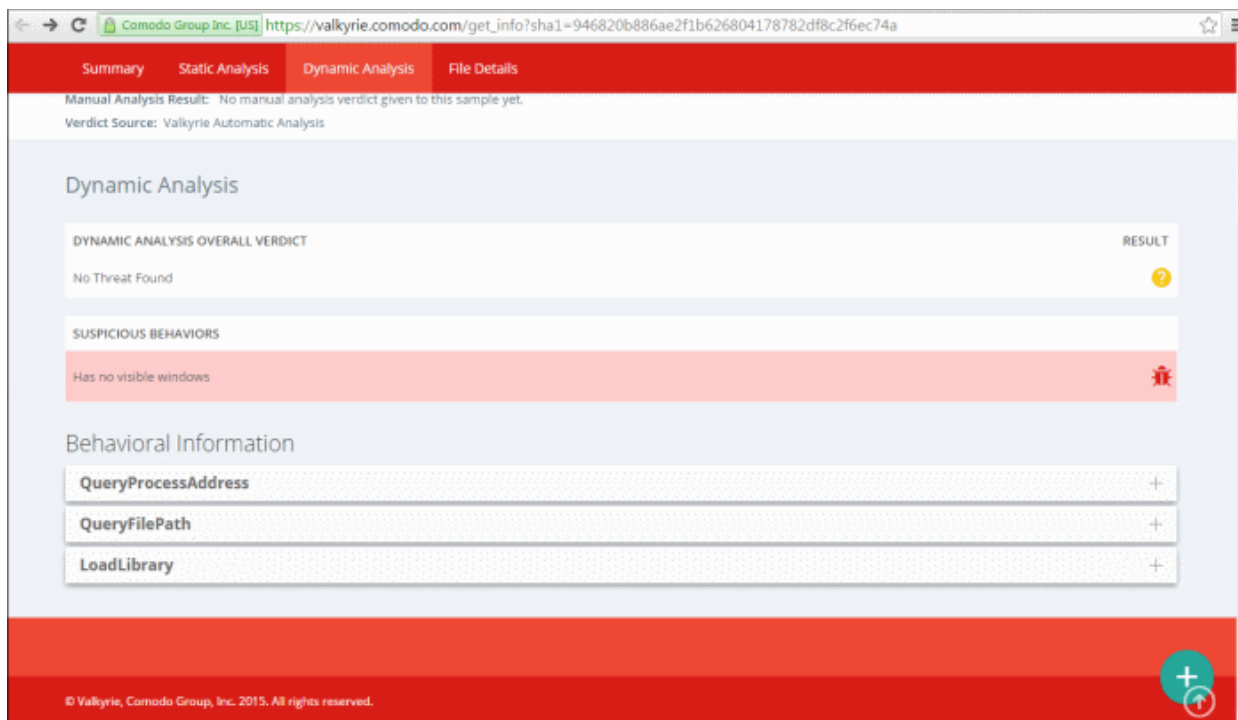 Comodo Group Inc. [US] https://valkyrie.comodo.com/get_info?sha1=946820b886ae2f1b626804178782df8c2f6ec74a
Summary Static Analysis Dynamic Analysis File Details
Manual Analysis Result: No manual analysis verdict given to this sample yet.
Verdict Source: Valkyrie Automatic Analysis
Dynamic Analysis
DYNAMIC ANALYSIS OVERALL VERDICT RESULT
No Threat Found ?
SUSPICIOUS BEHAVIORS
Has no visible windows
Behavioral Information
QueryProcessAddress +
QueryFilePath +
LoadLibrary +
+
© Valkyrie, Comodo Group, Inc. 2015. All rights reserved.